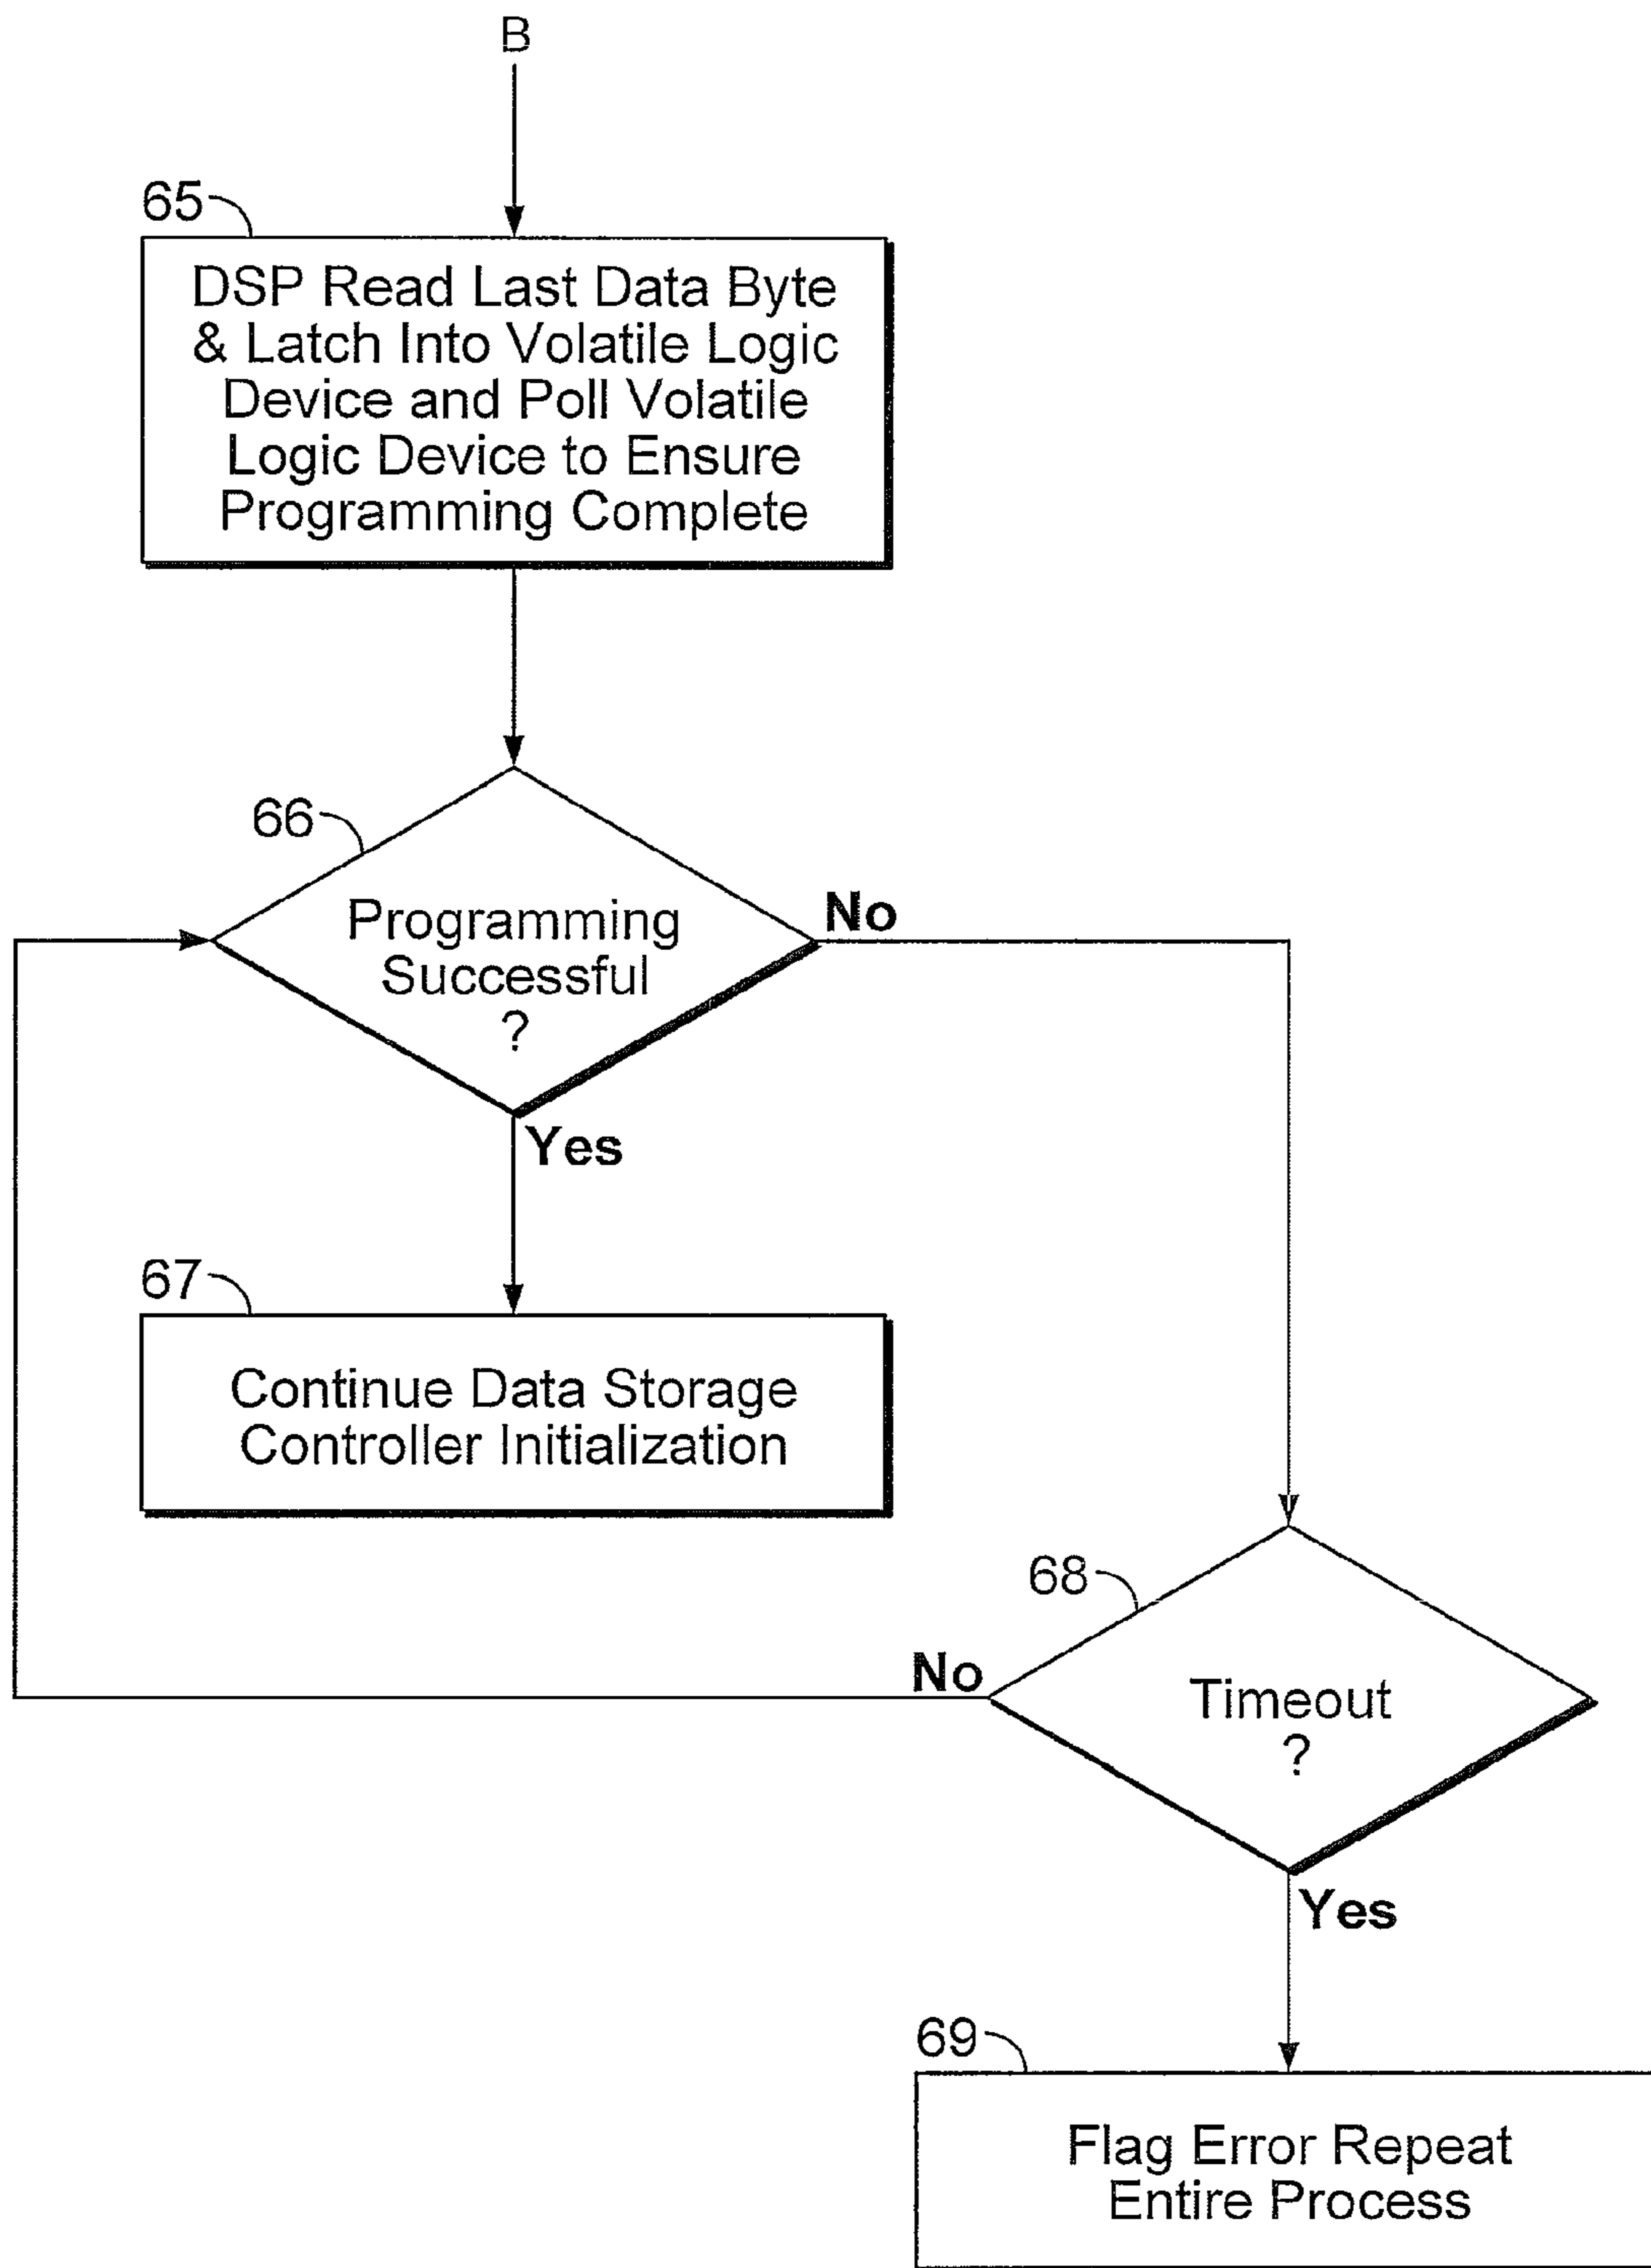 B
65
DSP Read Last Data Byte
& Latch Into Volatile Logic
Device and Poll Volatile
Logic Device to Ensure
Programming Complete
66
Programming
Successful
?
No
Yes
67
Continue Data Storage
Controller Initialization
68
Timeout
?
No
Yes
69
Flag Error Repeat
Entire Process